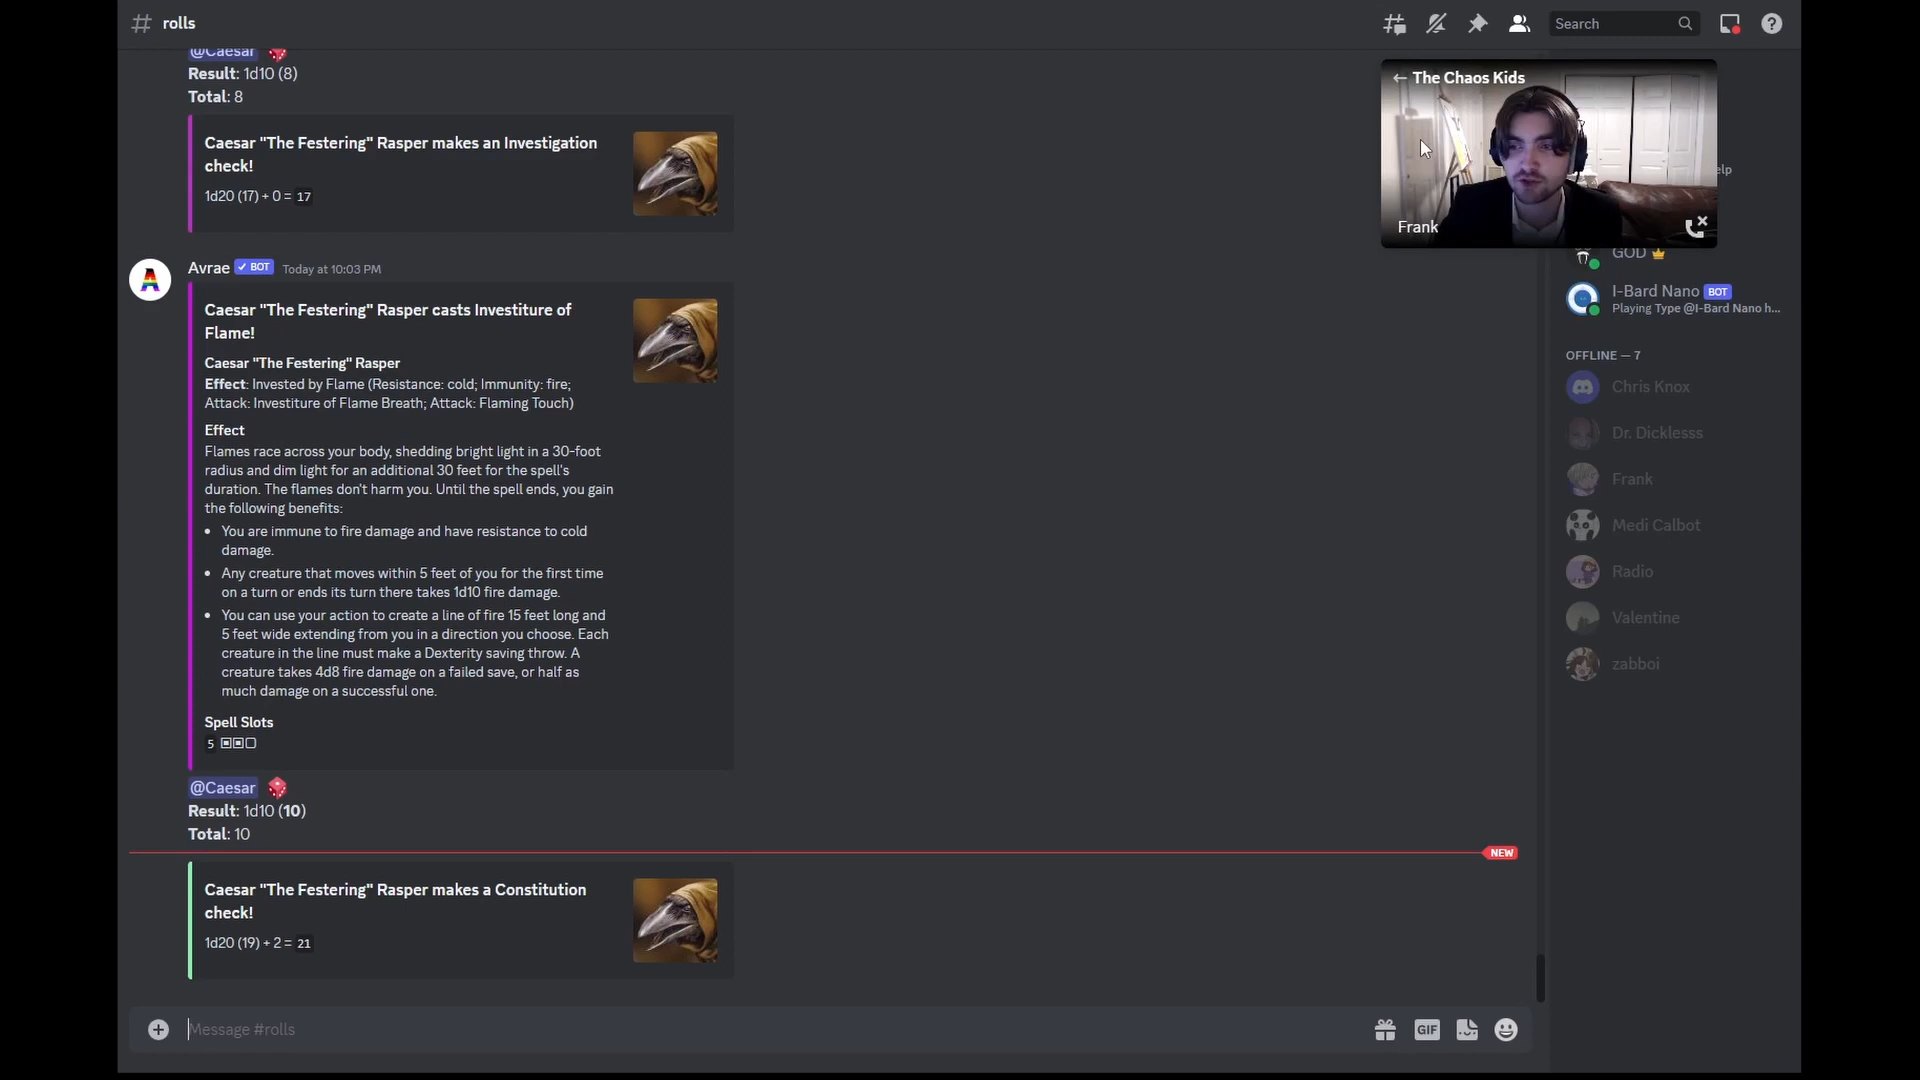 rolls
Search
@Caesar
Result: 1d10 (8)
Total: 8
Caesar "The Festering" Rasper makes an Investigation
check!
1d20 (17) + 0 = 17
Avrae ✓ BOT Today at 10:03 PM
Caesar "The Festering" Rasper casts Investiture of
Flame!
Caesar "The Festering" Rasper
Effect: Invested by Flame (Resistance: cold; Immunity: fire;
Attack: Investiture of Flame Breath; Attack: Flaming Touch)
Effect
Flames race across your body, shedding bright light in a 30-foot
radius and dim light for an additional 30 feet for the spell's
duration. The flames don't harm you. Until the spell ends, you gain
the following benefits:
• You are immune to fire damage and have resistance to cold
damage.
• Any creature that moves within 5 feet of you for the first time
on a turn or ends its turn there takes 1d10 fire damage.
• You can use your action to create a line of fire 15 feet long and
5 feet wide extending from you in a direction you choose. Each
creature in the line must make a Dexterity saving throw. A
creature takes 4d8 fire damage on a failed save, or half as
much damage on a successful one.
Spell Slots
5
@Caesar
Result: 1d10 (10)
Total: 10
NEW
Caesar "The Festering" Rasper makes a Constitution
check!
1d20 (19) + 2 = 21
Message #rolls
GIF
← The Chaos Kids
Frank
GOD
I-Bard Nano BOT
Playing Type @I-Bard Nano h...
OFFLINE — 7
Chris Knox
Dr. Dicklesss
Frank
Medi Calbot
Radio
Valentine
zabboi